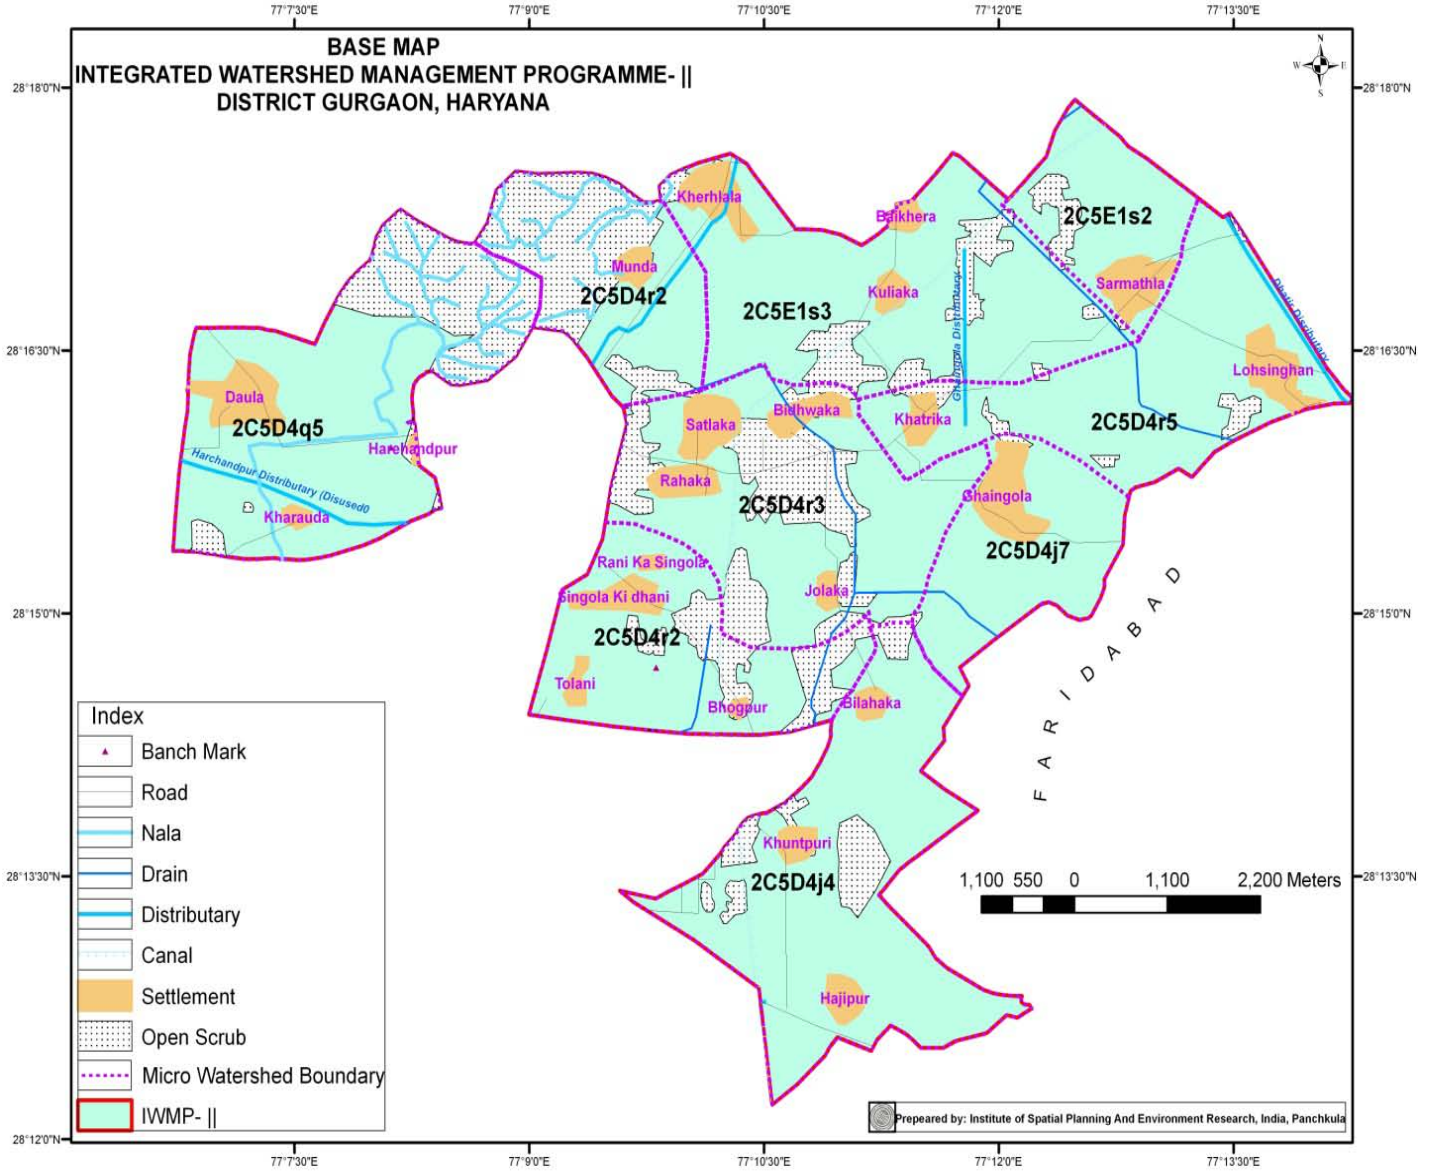 77°7'30"E
77°9'0"E
77°10'30"E
77°12'0"E
77°13'30"E
BASE MAP
INTEGRATED WATERSHED MANAGEMENT PROGRAMME- ||
DISTRICT GURGAON, HARYANA
N
W
E
S
28°18'0"N
28°18'0"N
Kherhlala
Baikhera
2C5E1s2
Munda
2C5D4r2
Kuliaka
Sarmathla
2C5E1s3
Ghaingola Distributary
28°16'30"N
28°16'30"N
Lohsinghan
Daula
2C5D4q5
Satlaka
Bidhwaka
Khatrika
2C5D4r5
Harchandpur
Harchandpur Distributary (Disused0
Rahaka
2C5D4r3
Ghaingola
Kharauda
2C5D4j7
Rani Ka Singola
Singola Ki dhani
Jolaka
28°15'0"N
28°15'0"N
2C5D4r2
Tolani
Bhogpur
Bilahaka
FARIDABAD
Khuntpuri
2C5D4j4
28°13'30"N
28°13'30"N
1,100 550 0 1,100 2,200 Meters
Hajipur
Index
Banch Mark
Road
Nala
Drain
Distributary
Canal
Settlement
Open Scrub
Micro Watershed Boundary
IWMP- ||
Prepeared by: Institute of Spatial Planning And Environment Research, India, Panchkula
28°12'0"N
28°12'0"N
77°7'30"E
77°9'0"E
77°10'30"E
77°12'0"E
77°13'30"E